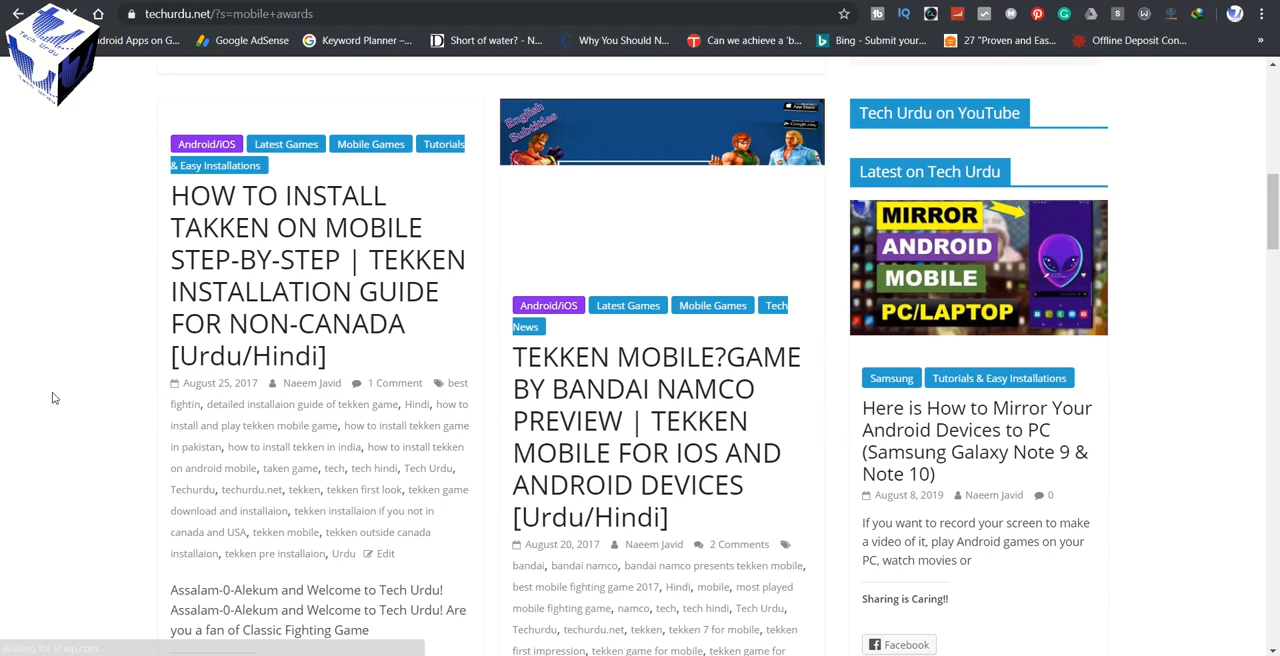 techurdu.net/?s=mobile+awards
ndroid Apps on G...
Google AdSense
Keyword Planner –...
Short of water? - N...
Why You Should N...
Can we achieve a 'b...
Bing - Submit your...
27 "Proven and Eas...
Offline Deposit Con...
»
Tech Urdu
Android/iOS
Latest Games
Mobile Games
Tutorials
& Easy Installations
HOW TO INSTALL
TAKKEN ON MOBILE
STEP-BY-STEP | TEKKEN
INSTALLATION GUIDE
FOR NON-CANADA
[Urdu/Hindi]
August 25, 2017 Naeem Javid 1 Comment best
fightin, detailed installaion guide of tekken game, Hindi, how to
install and play tekken mobile game, how to install tekken game
in pakistan, how to install tekken in india, how to install tekken
on android mobile, taken game, tech, tech hindi, Tech Urdu,
Techurdu, techurdu.net, tekken, tekken first look, tekken game
download and installaion, tekken installaion if you not in
canada and USA, tekken mobile, tekken outside canada
installaion, tekken pre installaion, Urdu Edit
Assalam-0-Alekum and Welcome to Tech Urdu!
Assalam-0-Alekum and Welcome to Tech Urdu! Are
you a fan of Classic Fighting Game
English
Subtitles
Android/iOS
Latest Games
Mobile Games
Tech
News
TEKKEN MOBILE?GAME
BY BANDAI NAMCO
PREVIEW | TEKKEN
MOBILE FOR IOS AND
ANDROID DEVICES
[Urdu/Hindi]
August 20, 2017 Naeem Javid 2 Comments
bandai, bandai namco, bandai namco presents tekken mobile,
best mobile fighting game 2017, Hindi, mobile, most played
mobile fighting game, namco, tech, tech hindi, Tech Urdu,
Techurdu, techurdu.net, tekken, tekken 7 for mobile, tekken
first impression, tekken game for mobile, tekken game for
Tech Urdu on YouTube
Latest on Tech Urdu
MIRROR
ANDROID
MOBILE
PC/LAPTOP
Samsung
Tutorials & Easy Installations
Here is How to Mirror Your
Android Devices to PC
(Samsung Galaxy Note 9 &
Note 10)
August 8, 2019 Naeem Javid 0
If you want to record your screen to make
a video of it, play Android games on your
PC, watch movies or
Sharing is Caring!!
Facebook
Waiting for i2.wp.com...